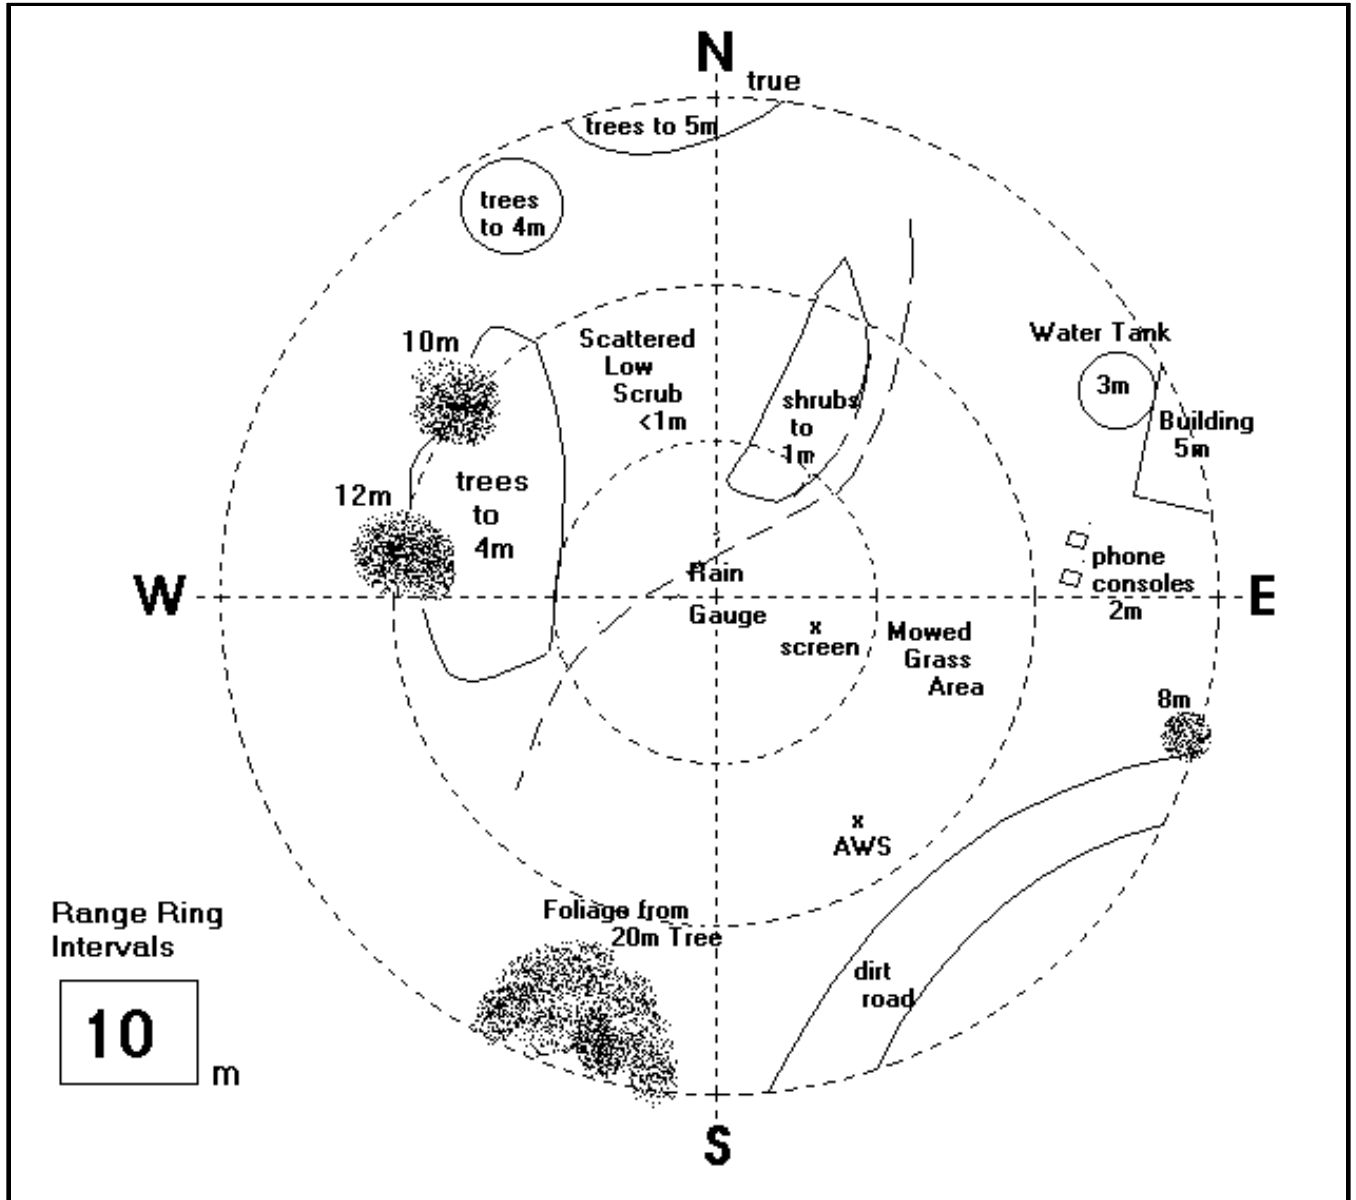 N
true
trees to 5m
trees
to 4m
10m
Scattered
Low
Scrub
<1m
shrubs
to
1m
Water Tank
3m
Building
5m
12m
trees
to
4m
Rain
Gauge
phone
consoles
2m
W
E
x
screen
Mowed
Grass
Area
8m
x
AWS
Foliage from
20m Tree
dirt
road
Range Ring
Intervals
10
m
S